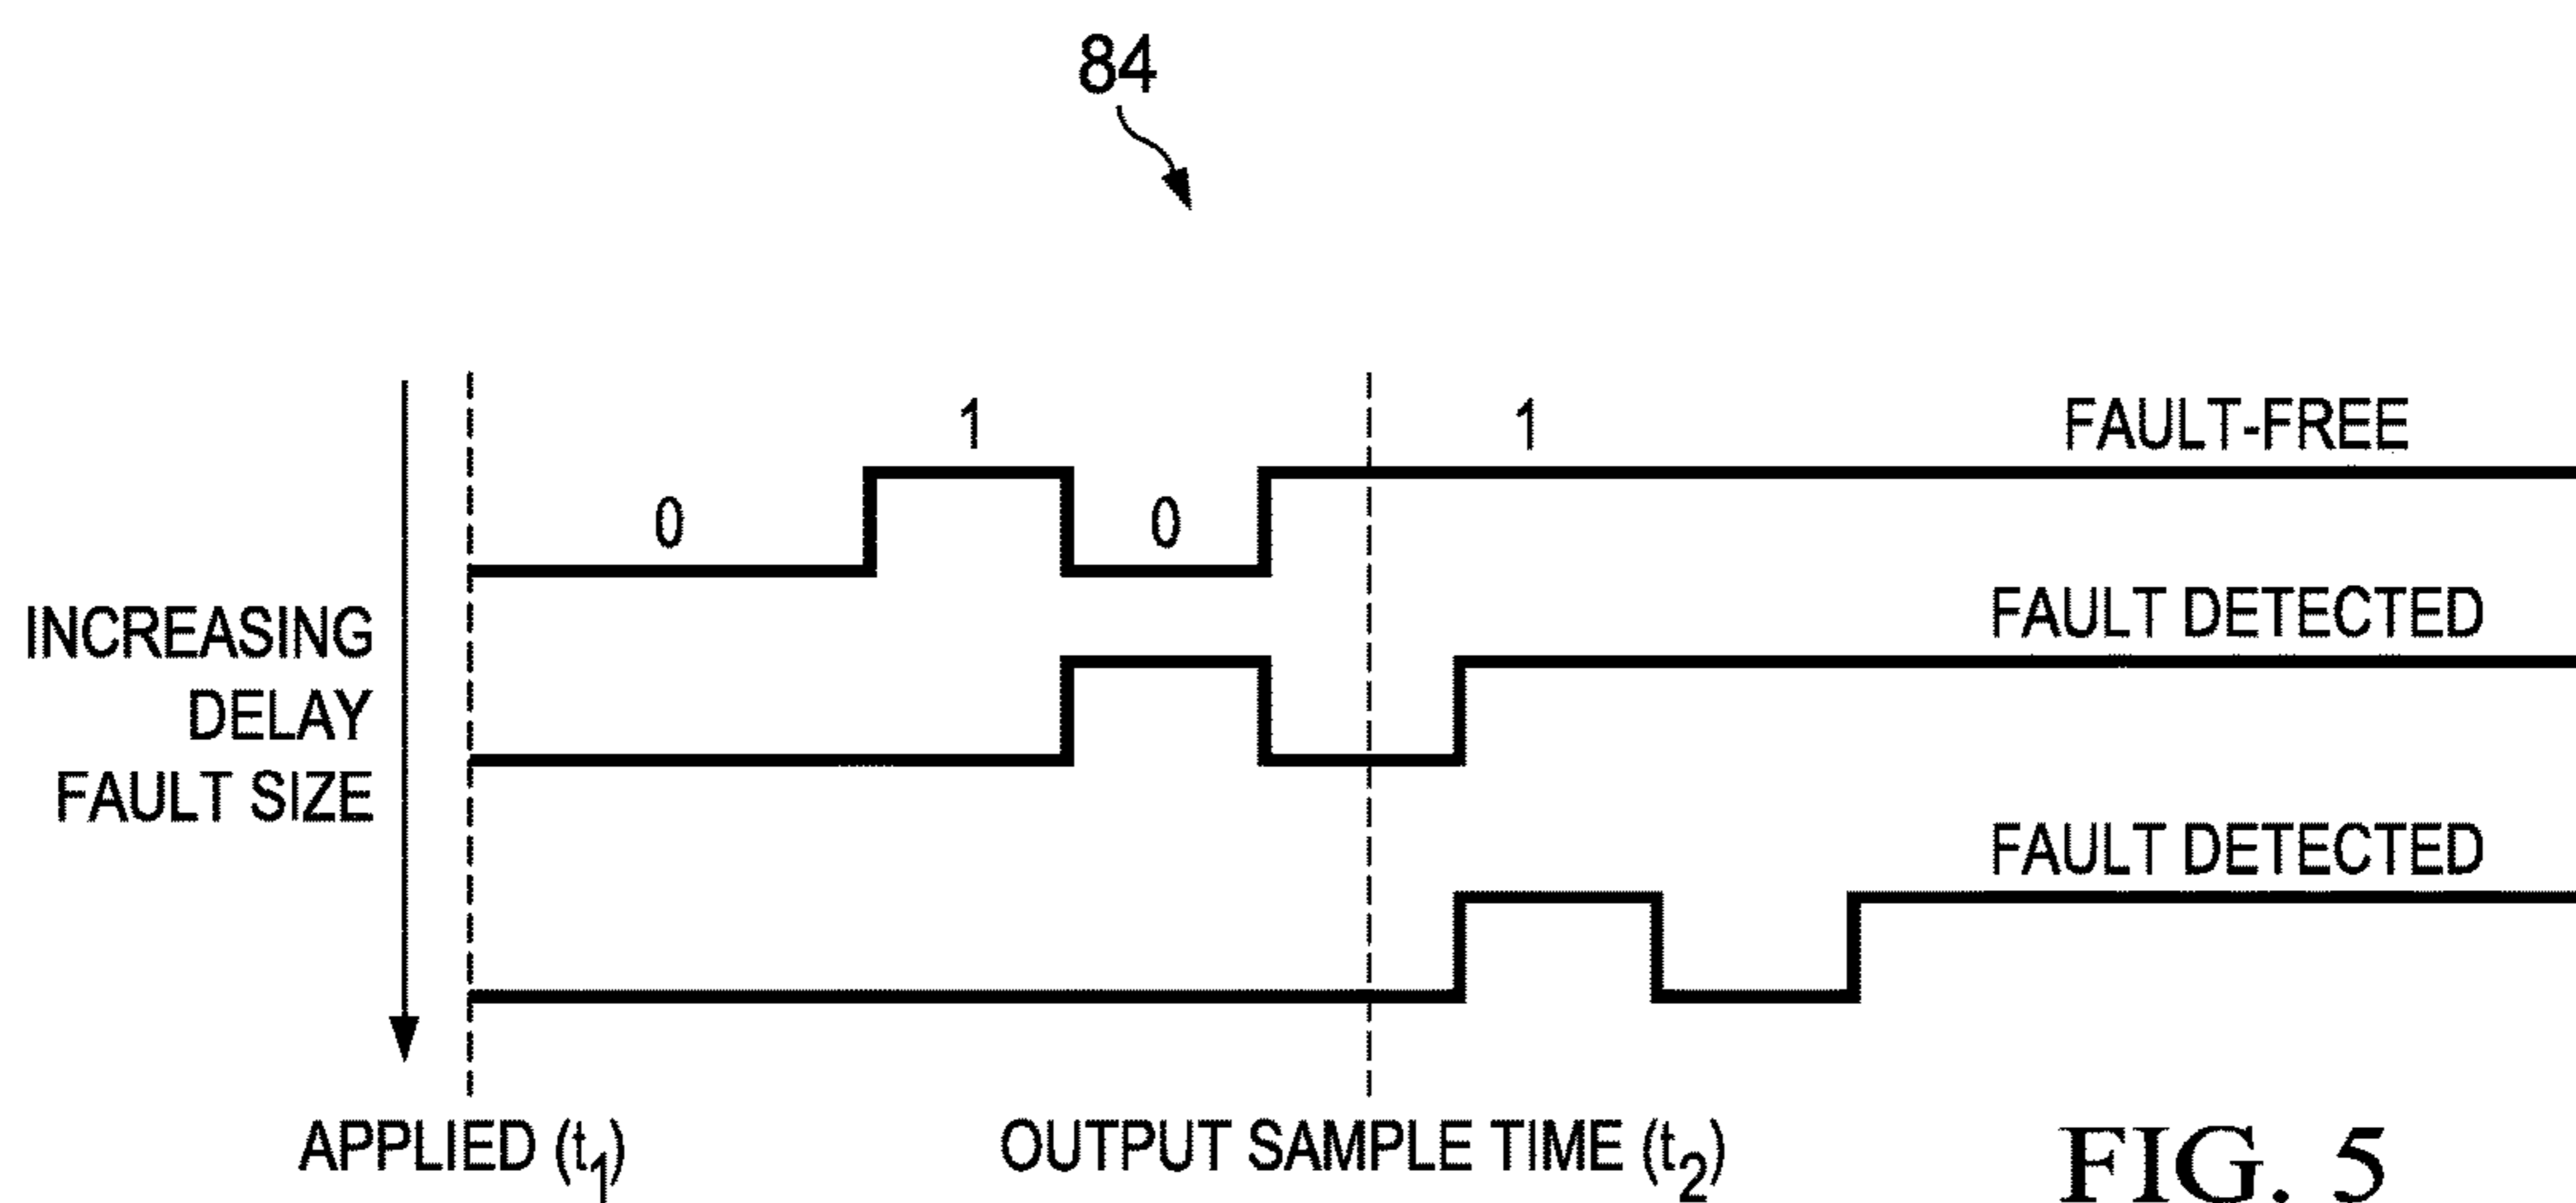 84
1
1
FAULT-FREE
0
0
INCREASING
DELAY
FAULT SIZE
FAULT DETECTED
FAULT DETECTED
APPLIED (t1)
OUTPUT SAMPLE TIME (t2)
FIG. 5